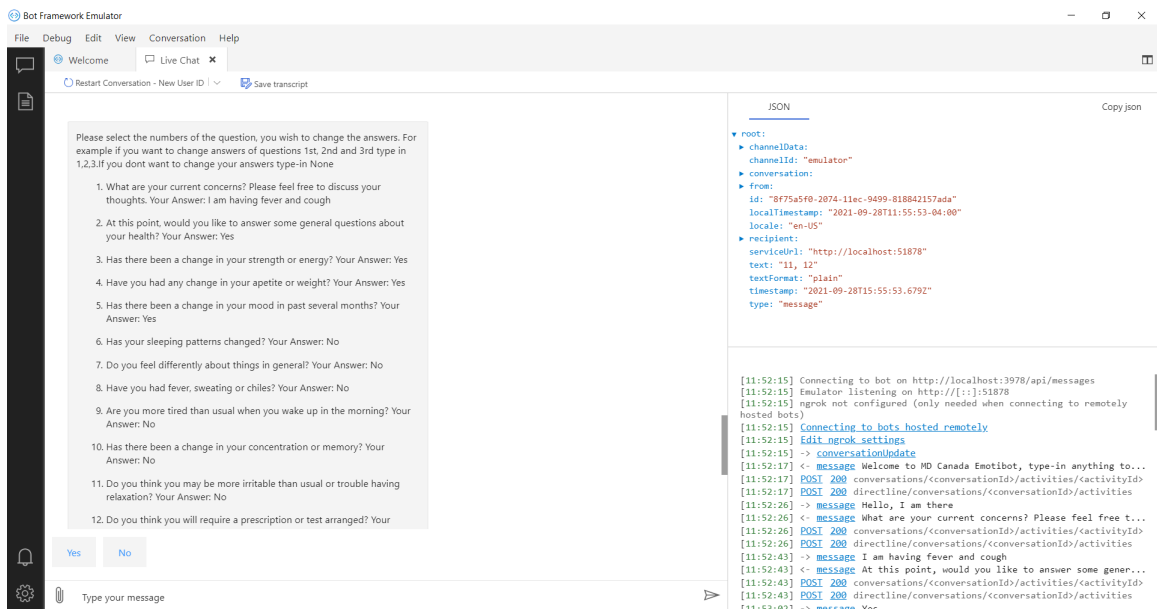 Bot Framework Emulator
File Debug Edit View Conversation Help
Welcome
Live Chat
Restart Conversation - New User ID
Save transcript
Please select the numbers of the question, you wish to change the answers. For
example if you want to change answers of questions 1st, 2nd and 3rd type in
1,2,3.If you dont want to change your answers type-in None
1. What are your current concerns? Please feel free to discuss your
thoughts. Your Answer: I am having fever and cough
2. At this point, would you like to answer some general questions about
your health? Your Answer: Yes
3. Has there been a change in your strength or energy? Your Answer: Yes
4. Have you had any change in your apetite or weight? Your Answer: Yes
5. Has there been a change in your mood in past several months? Your
Answer: Yes
6. Has your sleeping patterns changed? Your Answer: No
7. Do you feel differently about things in general? Your Answer: No
8. Have you had fever, sweating or chiles? Your Answer: No
9. Are you more tired than usual when you wake up in the morning? Your
Answer: No
10. Has there been a change in your concentration or memory? Your
Answer: No
11. Do you think you may be more irritable than usual or trouble having
relaxation? Your Answer: No
12. Do you think you will require a prescription or test arranged? Your
Yes
No
Type your message
JSON
Copy json
root:
channelData:
channelId: "emulator"
conversation:
from:
id: "8f75a5f0-2074-11ec-9499-818842157ada"
localTimestamp: "2021-09-28T11:55:53-04:00"
locale: "en-US"
recipient:
serviceUrl: "http://localhost:51878"
text: "11, 12"
textFormat: "plain"
timestamp: "2021-09-28T15:55:53.679Z"
type: "message"
[11:52:15] Connecting to bot on http://localhost:3978/api/messages
[11:52:15] Emulator listening on http://[::]:51878
[11:52:15] ngrok not configured (only needed when connecting to remotely
hosted bots)
[11:52:15] Connecting to bots hosted remotely
[11:52:15] Edit ngrok settings
[11:52:15] -> conversationUpdate
[11:52:17] <- message Welcome to MD Canada Emotibot, type-in anything to...
[11:52:17] POST 200 conversations/<conversationId>/activities/<activityId>
[11:52:17] POST 200 directline/conversations/<conversationId>/activities
[11:52:26] -> message Hello, I am there
[11:52:26] <- message What are your current concerns? Please feel free t...
[11:52:26] POST 200 conversations/<conversationId>/activities/<activityId>
[11:52:26] POST 200 directline/conversations/<conversationId>/activities
[11:52:43] -> message I am having fever and cough
[11:52:43] <- message At this point, would you like to answer some gener...
[11:52:43] POST 200 conversations/<conversationId>/activities/<activityId>
[11:52:43] POST 200 directline/conversations/<conversationId>/activities
[11:53:02] -> message Yes